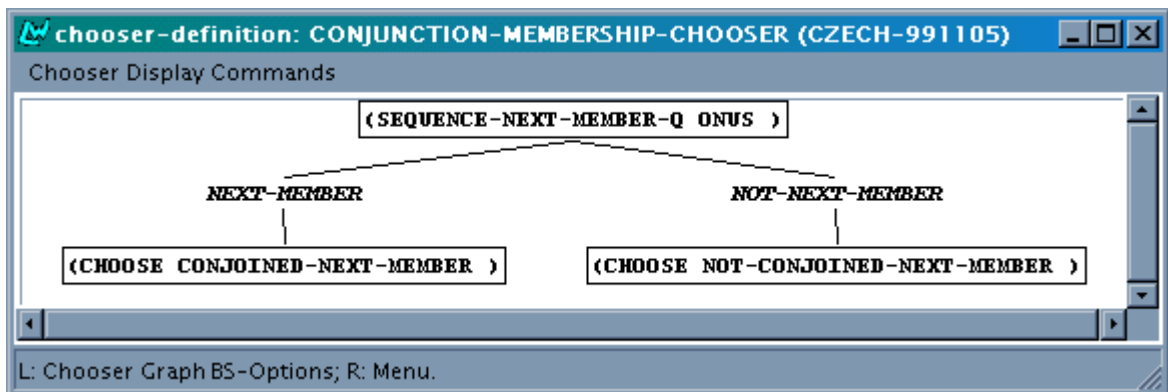 chooser-definition: CONJUNCTION-MEMBERSHIP-CHOOSER (CZECH-991105)
Chooser Display Commands
(SEQUENCE-NEXT-MEMBER-Q ONUS )
NEXT-MEMBER NOT-NEXT-MEMBER
(CHOOSE CONJOINED-NEXT-MEMBER ) (CHOOSE NOT-CONJOINED-NEXT-MEMBER )
L: Chooser Graph BS-Options; R: Menu.